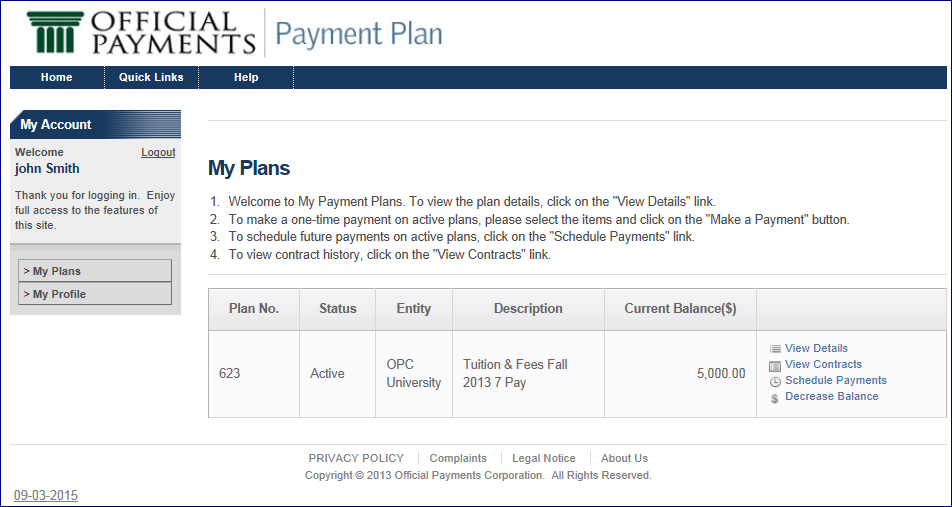 OFFICIAL
PAYMENTS
Payment Plan
Home Quick Links Help
My Account
Welcome Logout
john Smith
Thank you for logging in. Enjoy
full access to the features of
this site.
> My Plans
> My Profile
My Plans
1. Welcome to My Payment Plans. To view the plan details, click on the "View Details" link.
2. To make a one-time payment on active plans, please select the items and click on the "Make a Payment" button.
3. To schedule future payments on active plans, click on the "Schedule Payments" link.
4. To view contract history, click on the "View Contracts" link.
Plan No. Status Entity Description Current Balance($)
623 Active OPC
University Tuition & Fees Fall
2013 7 Pay 5,000.00
View Details
View Contracts
Schedule Payments
$ Decrease Balance
PRIVACY POLICY Complaints Legal Notice About Us
Copyright © 2013 Official Payments Corporation. All Rights Reserved.
09-03-2015